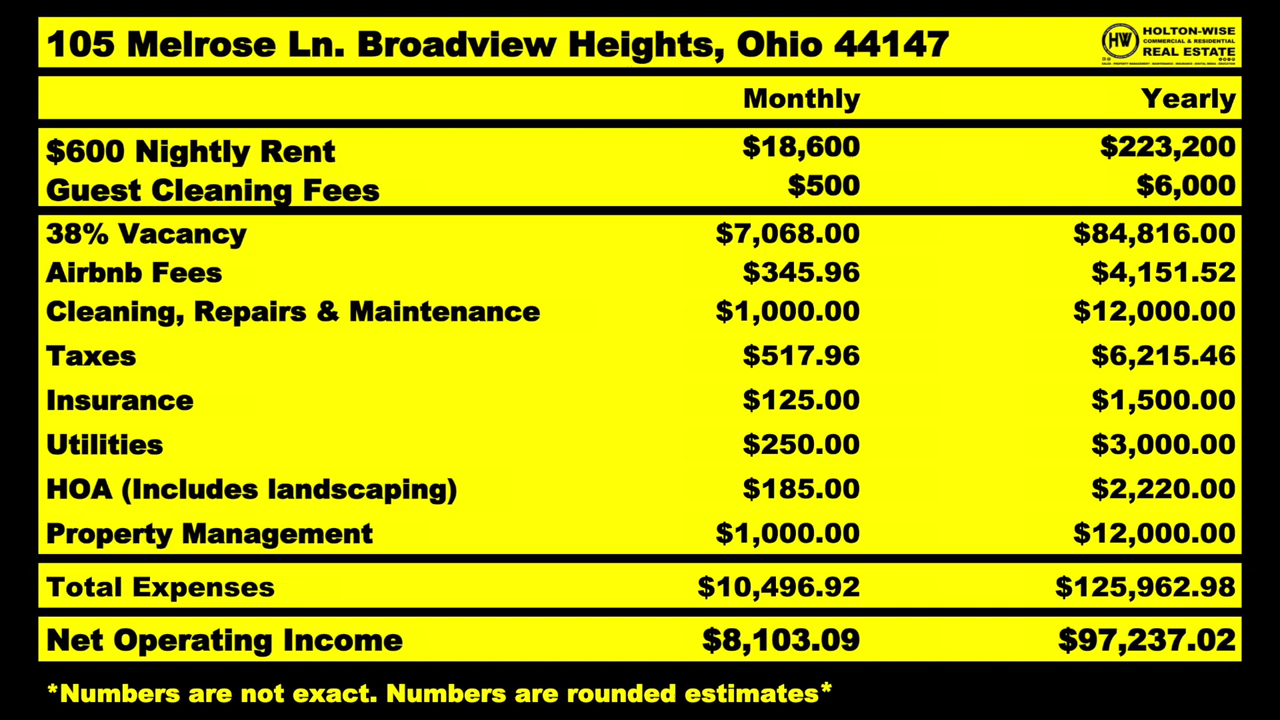 105 Melrose Ln. Broadview Heights, Ohio 44147
HOLTON-WISE
COMMERCIAL & RESIDENTIAL
REAL ESTATE
HW
Monthly Yearly
$600 Nightly Rent $18,600 $223,200
Guest Cleaning Fees $500 $6,000
38% Vacancy $7,068.00 $84,816.00
Airbnb Fees $345.96 $4,151.52
Cleaning, Repairs & Maintenance $1,000.00 $12,000.00
Taxes $517.96 $6,215.46
Insurance $125.00 $1,500.00
Utilities $250.00 $3,000.00
HOA (Includes landscaping) $185.00 $2,220.00
Property Management $1,000.00 $12,000.00
Total Expenses $10,496.92 $125,962.98
Net Operating Income $8,103.09 $97,237.02
*Numbers are not exact. Numbers are rounded estimates*